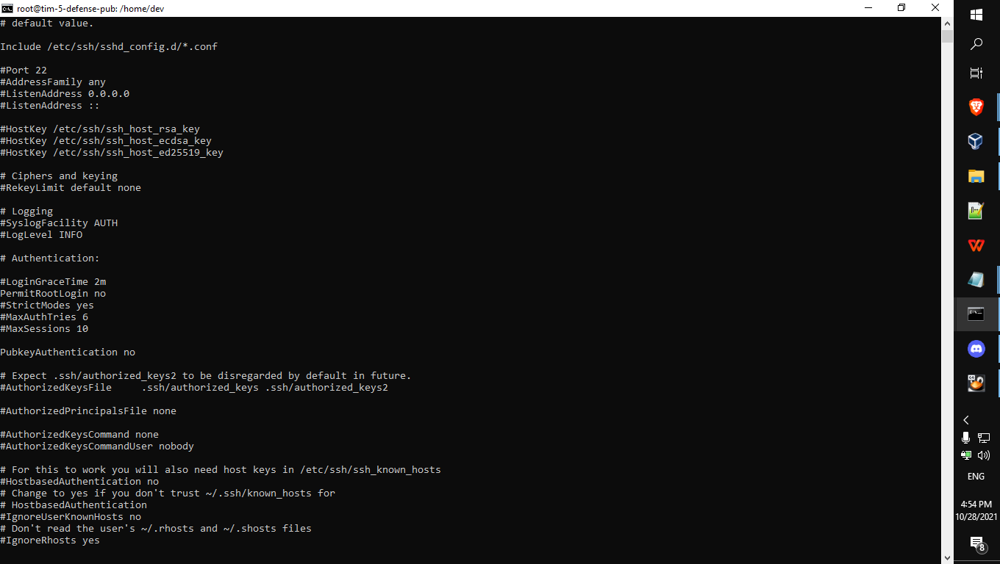 root@tim-5-defense-pub: /home/dev
# default value.
Include /etc/ssh/sshd_config.d/*.conf
#Port 22
#AddressFamily any
#ListenAddress 0.0.0.0
#ListenAddress ::
#HostKey /etc/ssh/ssh_host_rsa_key
#HostKey /etc/ssh/ssh_host_ecdsa_key
#HostKey /etc/ssh/ssh_host_ed25519_key
# Ciphers and keying
#RekeyLimit default none
# Logging
#SyslogFacility AUTH
#LogLevel INFO
# Authentication:
#LoginGraceTime 2m
PermitRootLogin no
#StrictModes yes
#MaxAuthTries 6
#MaxSessions 10
PubkeyAuthentication no
# Expect .ssh/authorized_keys2 to be disregarded by default in future.
#AuthorizedKeysFile     .ssh/authorized_keys .ssh/authorized_keys2
#AuthorizedPrincipalsFile none
#AuthorizedKeysCommand none
#AuthorizedKeysCommandUser nobody
# For this to work you will also need host keys in /etc/ssh/ssh_known_hosts
#HostbasedAuthentication no
# Change to yes if you don't trust ~/.ssh/known_hosts for
# HostbasedAuthentication
#IgnoreUserKnownHosts no
# Don't read the user's ~/.rhosts and ~/.shosts files
#IgnoreRhosts yes
ENG
4:54 PM
10/28/2021
8